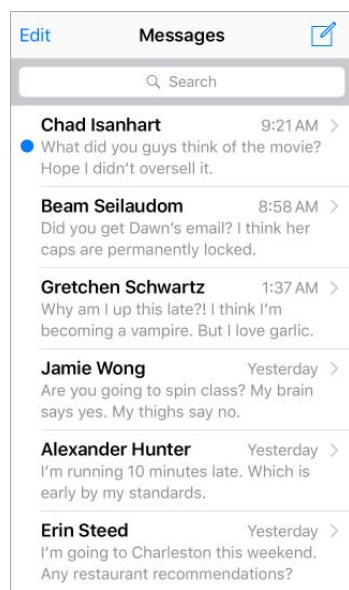 Edit Messages
Search
Chad Isanhart 9:21 AM
What did you guys think of the movie?
Hope I didn't oversell it.
Beam Seilaudom 8:58 AM
Did you get Dawn's email? I think her
caps are permanently locked.
Gretchen Schwartz 1:37 AM
Why am I up this late?! I think I'm
becoming a vampire. But I love garlic.
Jamie Wong Yesterday
Are you going to spin class? My brain
says yes. My thighs say no.
Alexander Hunter Yesterday
I'm running 10 minutes late. Which is
early by my standards.
Erin Steed Yesterday
I'm going to Charleston this weekend.
Any restaurant recommendations?